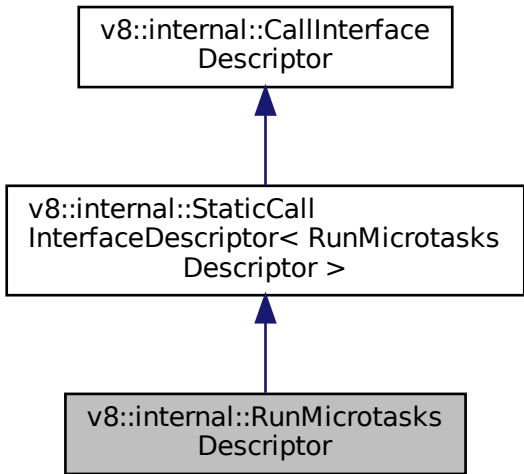 v8::internal::CallInterface
Descriptor
v8::internal::StaticCall
InterfaceDescriptor< RunMicrotasks
Descriptor >
v8::internal::RunMicrotasks
Descriptor